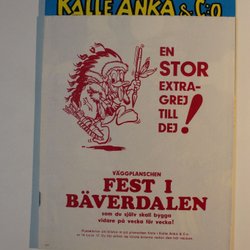 KALLE ANKA & C:O
EN
STOR
EXTRA-
GREJ
TILL
DEJ!
VÄGGPLANSCHEN
FEST I
BÄVERDALEN
som du själv skall bygga
vidare på vecka för vecka!